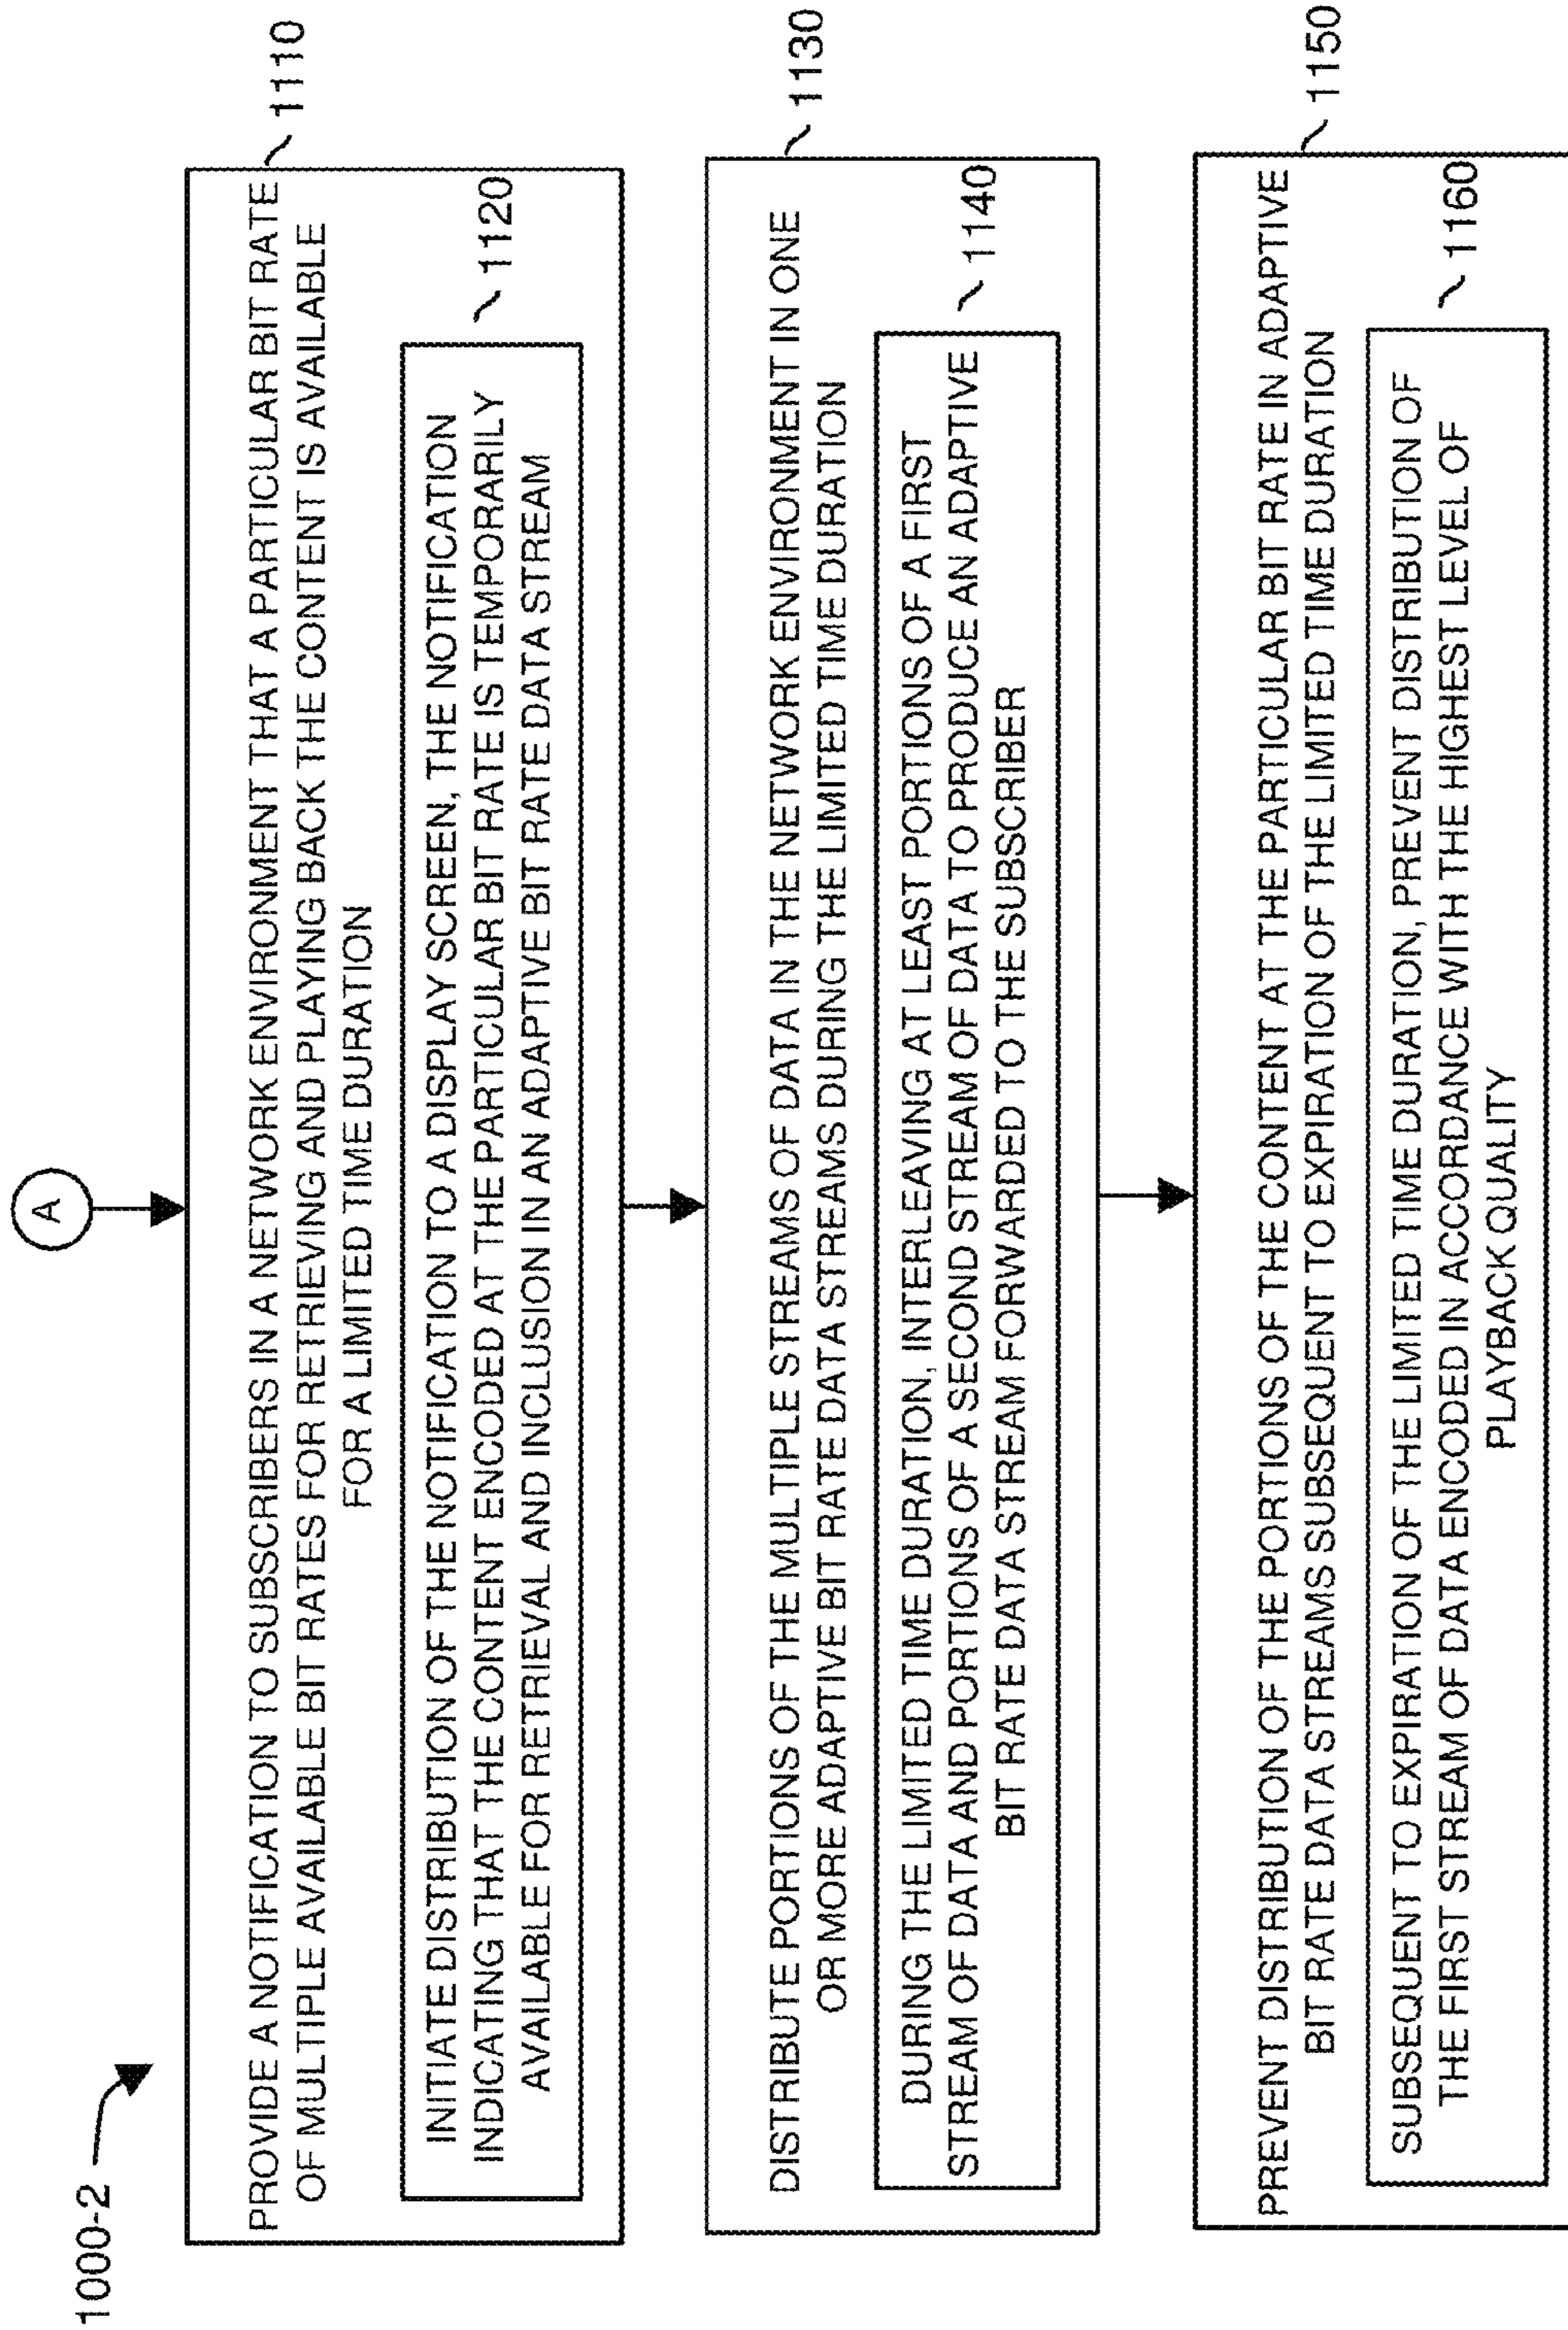 1000-2
A
PROVIDE A NOTIFICATION TO SUBSCRIBERS IN A NETWORK ENVIRONMENT THAT A PARTICULAR BIT RATE
OF MULTIPLE AVAILABLE BIT RATES FOR RETRIEVING AND PLAYING BACK THE CONTENT IS AVAILABLE
FOR A LIMITED TIME DURATION
1110
INITIATE DISTRIBUTION OF THE NOTIFICATION TO A DISPLAY SCREEN, THE NOTIFICATION
INDICATING THAT THE CONTENT ENCODED AT THE PARTICULAR BIT RATE IS TEMPORARILY
AVAILABLE FOR RETRIEVAL AND INCLUSION IN AN ADAPTIVE BIT RATE DATA STREAM
1120
DISTRIBUTE PORTIONS OF THE MULTIPLE STREAMS OF DATA IN THE NETWORK ENVIRONMENT IN ONE
OR MORE ADAPTIVE BIT RATE DATA STREAMS DURING THE LIMITED TIME DURATION
1130
DURING THE LIMITED TIME DURATION, INTERLEAVING AT LEAST PORTIONS OF A FIRST
STREAM OF DATA AND PORTIONS OF A SECOND STREAM OF DATA TO PRODUCE AN ADAPTIVE
BIT RATE DATA STREAM FORWARDED TO THE SUBSCRIBER
1140
PREVENT DISTRIBUTION OF THE PORTIONS OF THE CONTENT AT THE PARTICULAR BIT RATE IN ADAPTIVE
BIT RATE DATA STREAMS SUBSEQUENT TO EXPIRATION OF THE LIMITED TIME DURATION
1150
SUBSEQUENT TO EXPIRATION OF THE LIMITED TIME DURATION, PREVENT DISTRIBUTION OF
THE FIRST STREAM OF DATA ENCODED IN ACCORDANCE WITH THE HIGHEST LEVEL OF
PLAYBACK QUALITY
1160